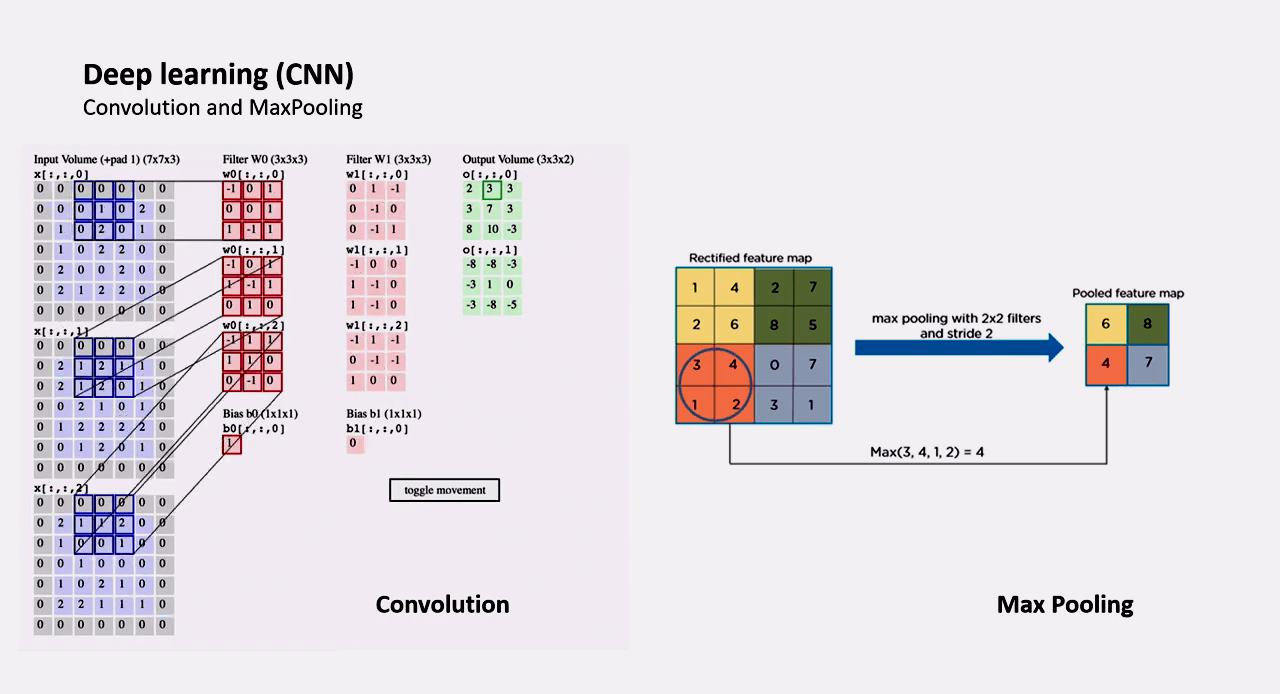 Deep learning (CNN)
Convolution and MaxPooling
Input Volume (+pad 1) (7x7x3)
x[:,:,0]
0 0 0 0 0 0 0
0 0 0 1 0 2 0
0 1 0 2 0 1 0
0 1 0 2 2 0 0
0 2 0 0 2 0 0
0 2 1 2 2 0 0
0 0 0 0 0 0 0
x[:,:,1]
0 0 0 0 0 0 0
0 2 1 2 1 1 0
0 2 1 2 0 1 0
0 0 2 1 0 1 0
0 1 2 2 2 2 0
0 0 1 2 0 1 0
0 0 0 0 0 0 0
x[:,:,2]
0 0 0 0 0 0 0
0 2 1 1 2 0 0
0 1 0 0 1 0 0
0 0 1 0 0 0 0
0 1 0 2 1 0 0
0 2 2 1 1 1 0
0 0 0 0 0 0 0
Filter W0 (3x3x3)
w0[:,:,0]
-1 0 1
0 0 1
1 -1 1
w0[:,:,1]
-1 0 1
1 -1 1
0 1 0
w0[:,:,2]
-1 1 1
1 1 0
0 -1 0
Bias b0 (1x1x1)
b0[:,:,0]
1
Filter W1 (3x3x3)
w1[:,:,0]
0 1 -1
0 -1 0
0 -1 1
w1[:,:,1]
-1 0 0
1 -1 0
1 -1 0
w1[:,:,2]
-1 1 -1
0 -1 -1
1 0 0
Bias b1 (1x1x1)
b1[:,:,0]
0
Output Volume (3x3x2)
o[:,:,0]
2 3 3
3 7 3
8 10 -3
o[:,:,1]
-8 -8 -3
-3 1 0
-3 -8 -5
toggle movement
Convolution
Rectified feature map
1 4 2 7
2 6 8 5
3 4 0 7
1 2 3 1
max pooling with 2x2 filters
and stride 2
Pooled feature map
6 8
4 7
Max(3, 4, 1, 2) = 4
Max Pooling